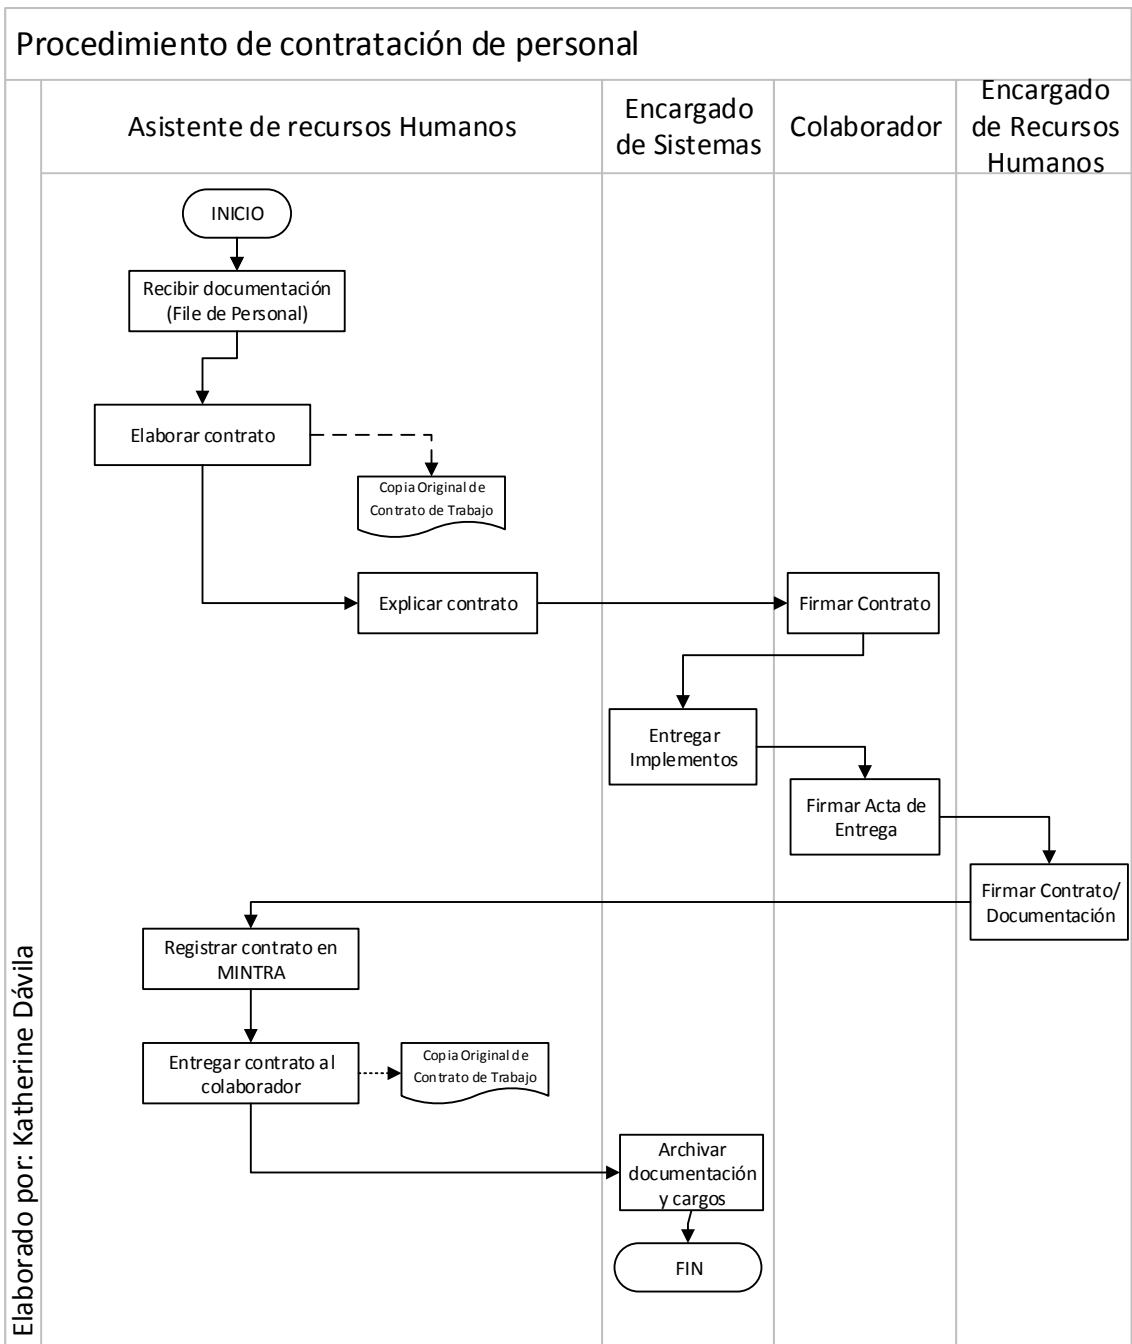 Procedimiento de contratación de personal
Asistente de recursos Humanos
Encargado
de Sistemas
Colaborador
Encargado
de Recursos
Humanos
INICIO
Recibir documentación
(File de Personal)
Elaborar contrato
Copia Original de
Contrato de Trabajo
Explicar contrato
Firmar Contrato
Entregar
Implementos
Firmar Acta de
Entrega
Firmar Contrato/
Documentación
Registrar contrato en
MINTRA
Entregar contrato al
colaborador
Copia Original de
Contrato de Trabajo
Archivar
documentación
y cargos
FIN
Elaborado por: Katherine Dávila